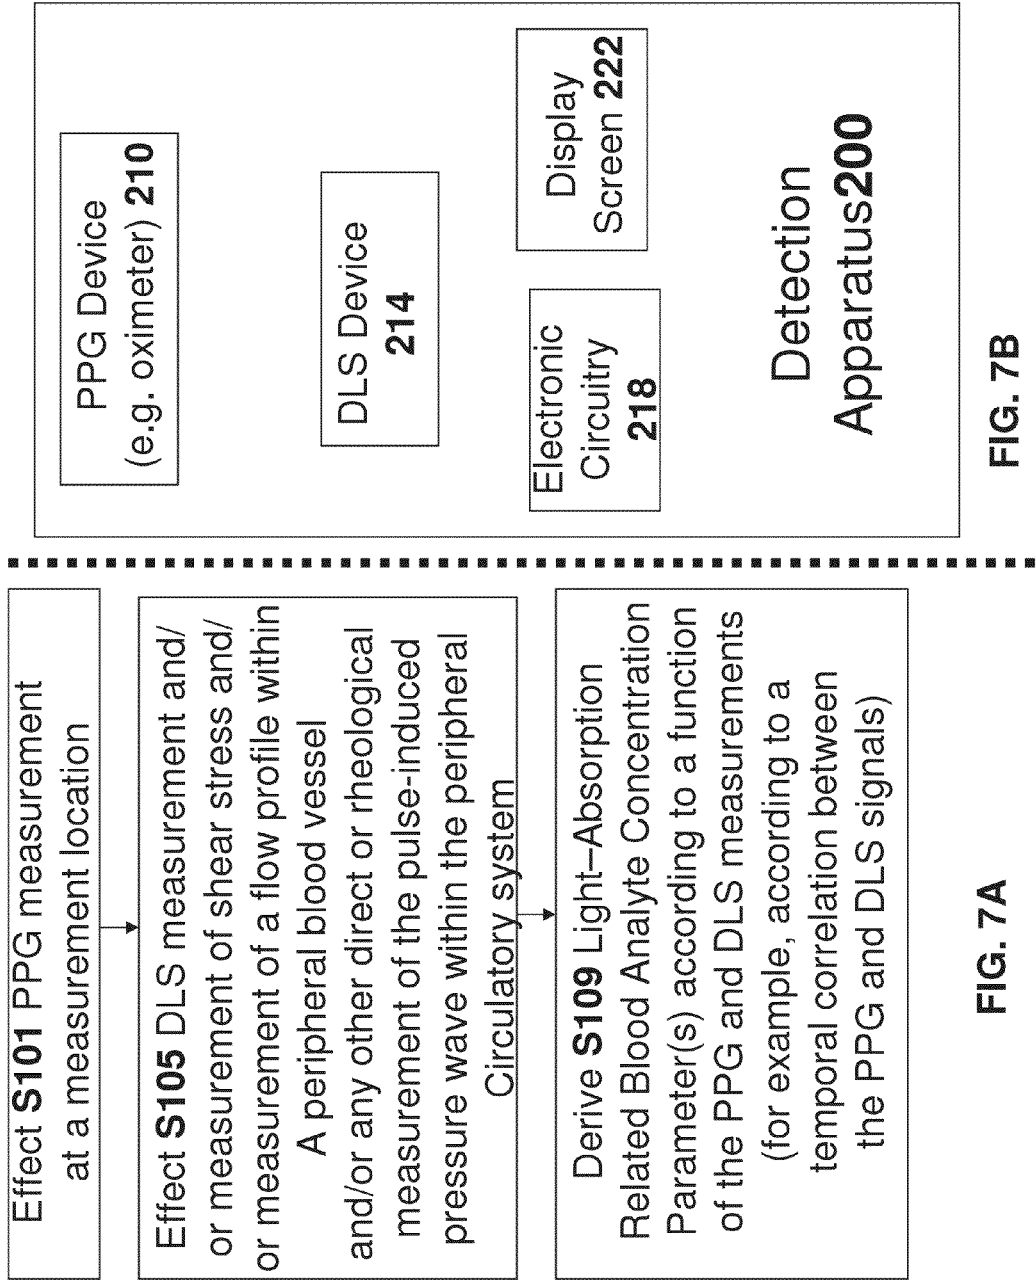 Effect S101 PPG measurement
at a measurement location
Effect S105 DLS measurement and/
or measurement of shear stress and/
or measurement of a flow profile within
A peripheral blood vessel
and/or any other direct or rheological
measurement of the pulse-induced
pressure wave within the peripheral
Circulatory system
Derive S109 Light–Absorption
Related Blood Analyte Concentration
Parameter(s) according to a function
of the PPG and DLS measurements
(for example, according to a
temporal correlation between
the PPG and DLS signals)
FIG. 7A
PPG Device
(e.g. oximeter) 210
DLS Device
214
Electronic
Circuitry
218
Display
Screen 222
Detection
Apparatus200
FIG. 7B